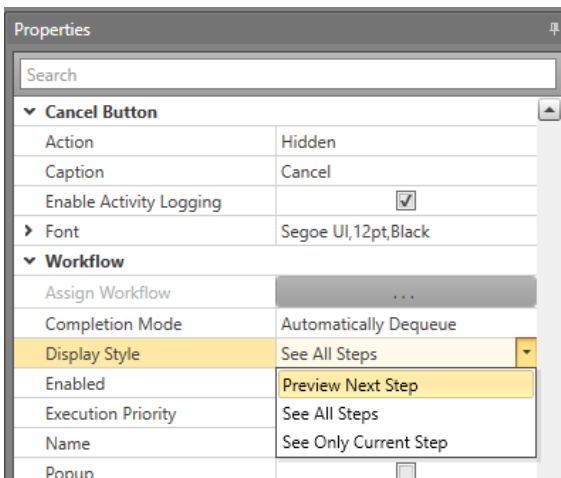 Properties
Search
Cancel Button
Action Hidden
Caption Cancel
Enable Activity Logging
Font Segoe UI,12pt,Black
Workflow
Assign Workflow ...
Completion Mode Automatically Dequeue
Display Style See All Steps
Enabled Preview Next Step
Execution Priority See All Steps
Name See Only Current Step
Popup